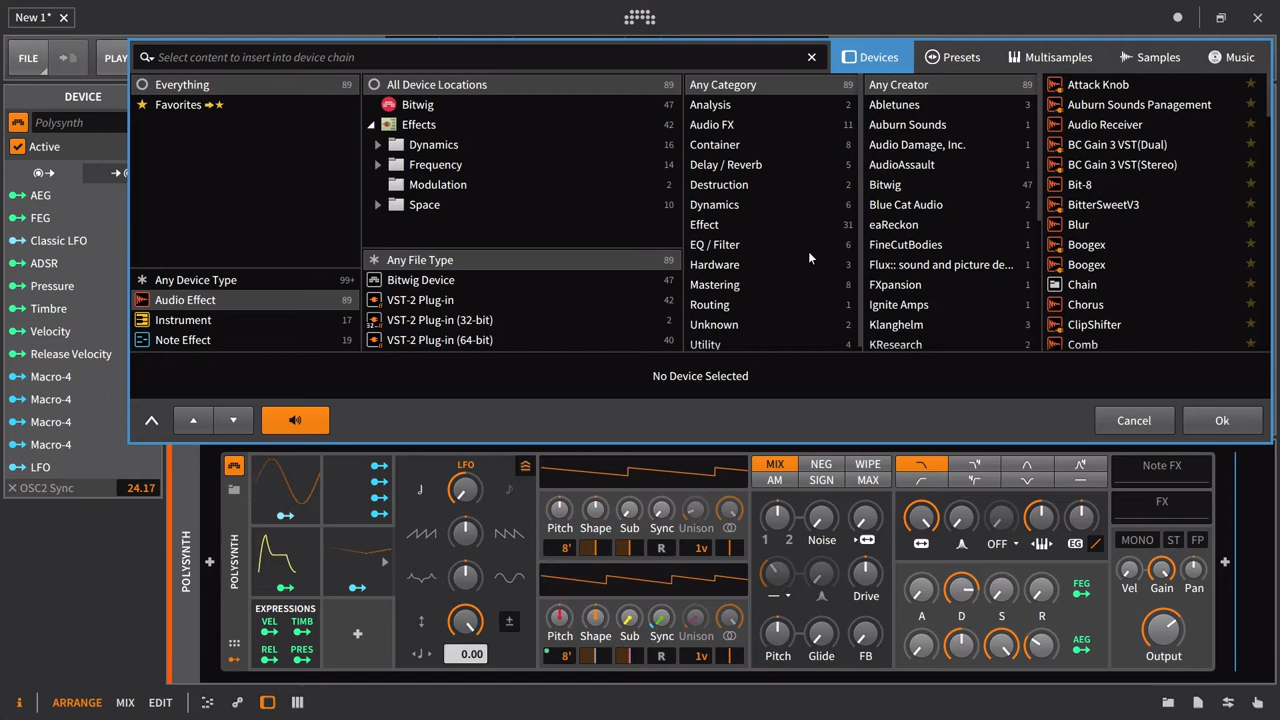 New 1*
FILE
PLAY
Select content to insert into device chain
Devices
Presets
Multisamples
Samples
Music
Everything 89
Favorites
Any Device Type 99+
Audio Effect 89
Instrument 17
Note Effect 19
All Device Locations 89
Bitwig 47
Effects 42
Dynamics 16
Frequency 14
Modulation 2
Space 10
Any File Type 89
Bitwig Device 47
VST-2 Plug-in 42
32-
VST-2 Plug-in (32-bit) 2
VST-2 Plug-in (64-bit) 40
Any Category 89
Analysis 2
Audio FX 11
Container 8
Delay / Reverb 5
Destruction 2
Dynamics 6
Effect 31
EQ / Filter 6
Hardware 3
Mastering 8
Routing 1
Unknown 2
Utility 4
Any Creator 89
Abletunes 3
Auburn Sounds 1
Audio Damage, Inc. 1
AudioAssault 1
Bitwig 47
Blue Cat Audio 2
eaReckon 1
FineCutBodies 1
Flux:: sound and picture de... 1
FXpansion 1
Ignite Amps 1
Klanghelm 3
KResearch 2
Attack Knob
Auburn Sounds Panagement
Audio Receiver
BC Gain 3 VST(Dual)
BC Gain 3 VST(Stereo)
Bit-8
BitterSweetV3
Blur
Boogex
Boogex
Chain
Chorus
ClipShifter
Comb
No Device Selected
Cancel
Ok
DEVICE
Polysynth
Active
AEG
FEG
Classic LFO
ADSR
Pressure
Timbre
Velocity
Release Velocity
Macro-4
Macro-4
Macro-4
Macro-4
LFO
OSC2 Sync 24.17
POLYSYNTH
POLYSYNTH
EXPRESSIONS
VEL TIMB
REL PRES
LFO
0.00
Pitch Shape Sub Sync Unison
8' R 1v
Pitch Shape Sub Sync Unison
8' R 1v
MIX NEG WIPE
AM SIGN MAX
1 2 Noise
Drive
Pitch Glide FB
OFF
EG
A D S R
FEG
AEG
Note FX
FX
MONO ST FP
Vel Gain Pan
Output
i
ARRANGE
MIX
EDIT